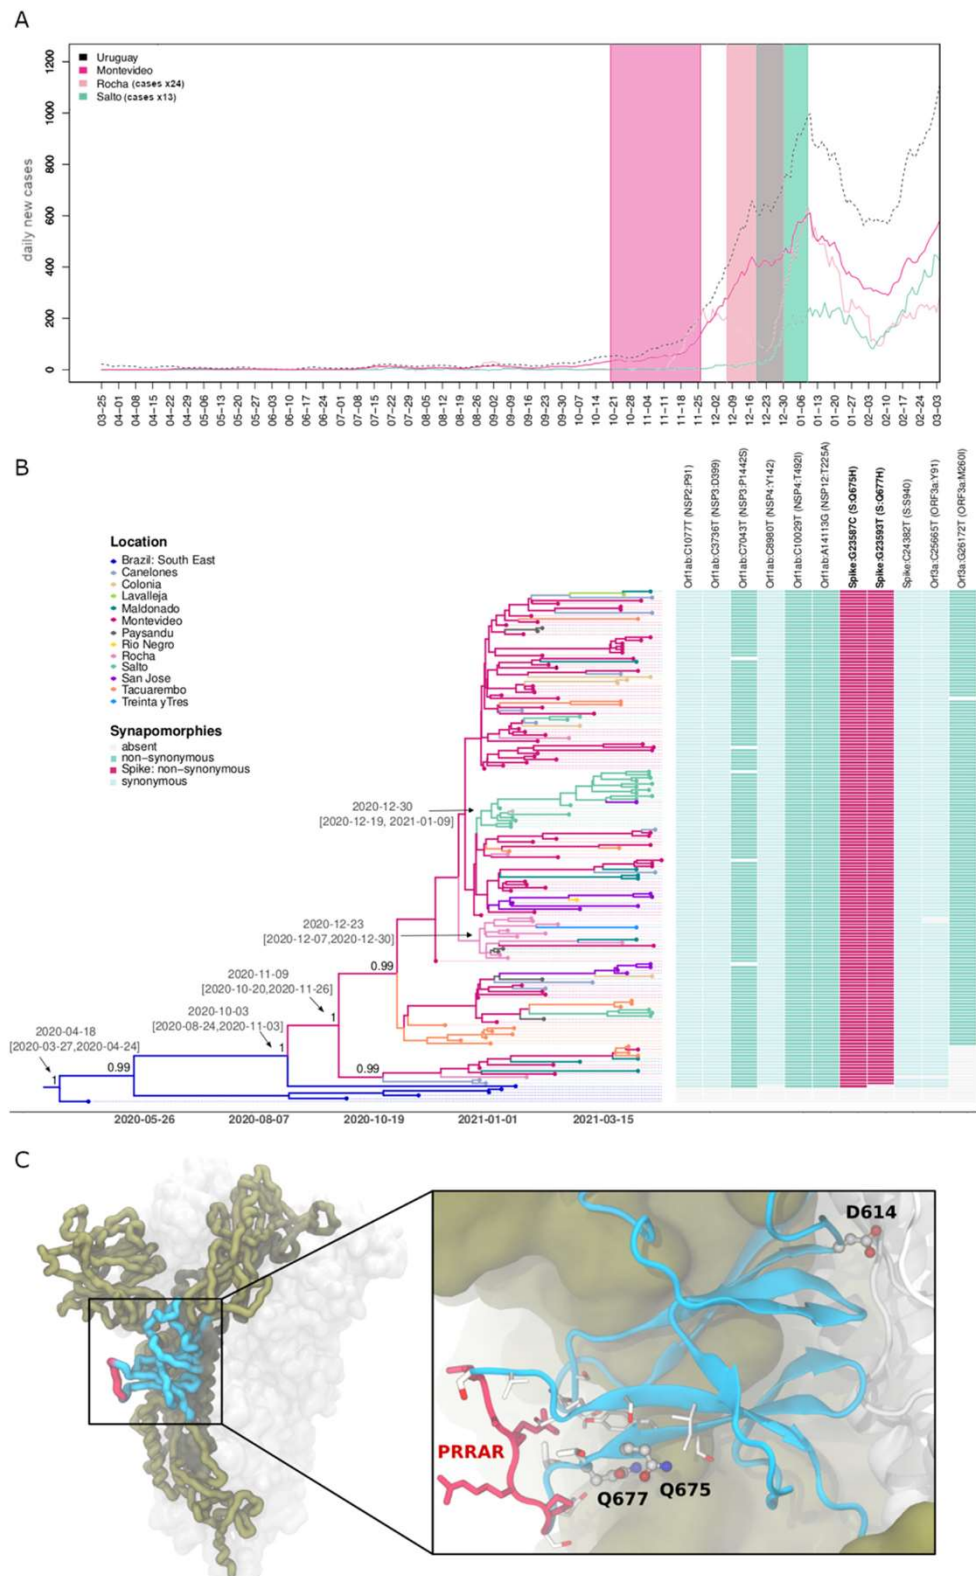 A
1200
1000
800
600
400
200
0
daily new cases
Uruguay
Montevideo
Rocha (cases x24)
Salto (cases x13)
03-25
04-01
04-08
04-15
04-22
04-29
05-06
05-13
05-20
05-27
06-03
06-10
06-17
06-24
07-01
07-08
07-15
07-22
07-29
08-05
08-12
08-19
08-26
09-02
09-09
09-16
09-23
09-30
10-07
10-14
10-21
10-28
11-04
11-11
11-18
11-25
12-02
12-09
12-16
12-23
12-30
01-06
01-13
01-20
01-27
02-03
02-10
02-17
02-24
03-03
B
Orf1ab:C1077T (NSP2:P91)
Orf1ab:C3736T (NSP3:D399)
Orf1ab:C7043T (NSP3:P1442S)
Orf1ab:C8980T (NSP4:Y142)
Orf1ab:C10029T (NSP4:T492I)
Orf1ab:A14113G (NSP12:T225A)
Spike:G23587C (S:Q675H)
Spike:G23593T (S:Q677H)
Spike:C24382T (S:S940)
Orf3a:C25665T (ORF3a:Y91)
Orf3a:G26172T (ORF3a:M260I)
Location
Brazil: South East
Canelones
Colonia
Lavalleja
Maldonado
Montevideo
Paysandu
Rio Negro
Rocha
Salto
San Jose
Tacuarembo
Treinta yTres
Synapomorphies
absent
non-synonymous
Spike: non-synonymous
synonymous
2020-12-30
[2020-12-19, 2021-01-09]
2020-12-23
[2020-12-07,2020-12-30]
0.99
2020-11-09
[2020-10-20,2020-11-26]
1
2020-10-03
[2020-08-24,2020-11-03]
1
2020-04-18
[2020-03-27,2020-04-24]
0.99
0.99
1
2020-05-26
2020-08-07
2020-10-19
2021-01-01
2021-03-15
C
D614
PRRAR
Q677
Q675